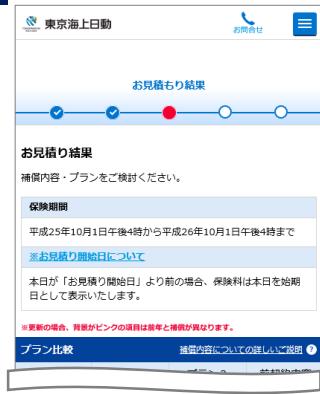 東京海上日動
お問合せ
お見積もり結果
お見積り結果
補償内容・プランをご検討ください。
保険期間
平成25年10月1日午後4時から平成26年10月1日午後4時まで
※お見積り開始日について
本日が「お見積り開始日」より前の場合、保険料は本日を始期
日として表示いたします。
※更新の場合、背景がピンクの項目は前年と補償が異なります。
プラン比較 補償内容についての詳しいご説明 ?